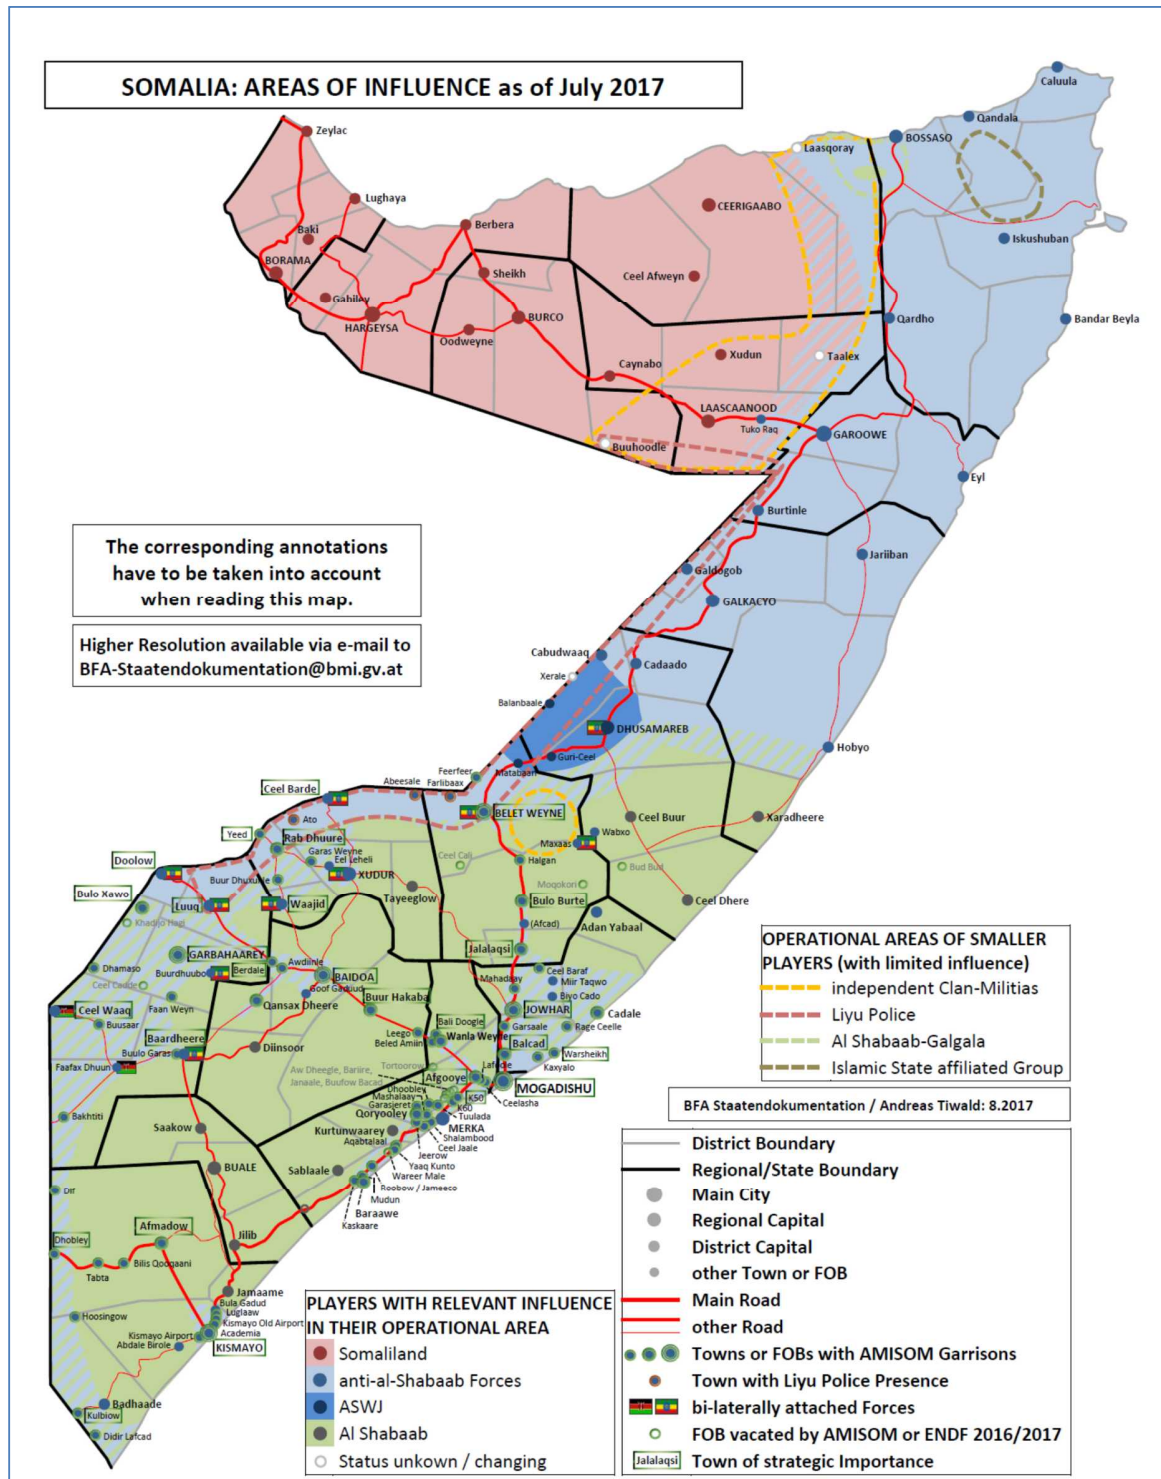 SOMALIA: AREAS OF INFLUENCE as of July 2017
Caluula
Qandala
BOSSASO
Laasqoray
Zeylac
Lughaya
CEERIGAABO
Berbera
Baki
Iskushuban
BORAMA
Sheikh
Ceel Afweyn
Gabiley
HARGEYSA
BURCO
Qardho
Bandar Beyla
Oodweyne
Xudun
Taalex
Caynabo
LAASCAANOOD
Tuko Raq
GAROOWE
Buuhoodle
Eyl
Burtinle
The corresponding annotations
have to be taken into account
when reading this map.
Jariiban
Galdogob
GALKACYO
Higher Resolution available via e-mail to
BFA-Staatendokumentation@bmi.gv.at
Cabudwaaq
Cadaado
Xerale
Balanbaale
DHUSAMAREB
Hobyo
Guri-Ceel
Matabaan
Feerfeer
Abeesale
Farlibaax
Ceel Barde
BELET WEYNE
Ato
Ceel Buur
Xaradheere
Yeed
Rab Dhuure
Wabxo
Maxaas
Garas Weyne
Eel Leheli
Ceel Cali
Halgan
Bud Bud
Doolow
Buur Dhuxunle
XUDUR
Moqokori
Tayeeglow
Bulo Xawo
Luuq
Waajid
Bulo Burte
Ceel Dhere
Khadijo Hagi
(Afcad)
Adan Yabaal
Jalalaqsi
GARBAHAAREY
Awdiinle
Dhamaso
Buurdhuubo
Berdale
BAIDOA
Mahaday
Ceel Baraf
Miir Taqwo
Ceel Cadde
Goof Gaduud
Biyo Cado
Faan Weyn
Qansax Dheere
Buur Hakaba
JOWHAR
Cadale
Ceel Waaq
Buusaar
Bali Doogle
Garsaale
Rage Ceelle
Leego
Wanla Weyne
Beled Amiin
Baardheere
Diinsoor
Balcad
Warsheikh
Buulo Garas
Kaxyalo
Faafax Dhuun
Aw Dheegle, Bariire,
Janaale, Buufow Bacad
Tortoorow
Lafoole
Afgooye
MOGADISHU
Dhoobley
Mashalaay
Garasjeret
K50
K60
Ceelasha
Bakhtiti
Qoryooley
Tuulada
MERKA
Saakow
Kurtunwaarey
Shalambood
Aqabtalaal
Ceel Jaale
Jeerow
BUALE
Sablaale
Yaaq Kunto
Wareer Male
Roobow / Jameeco
Dif
Mudun
Baraawe
Kaskaare
Afmadow
Dhobley
Jilib
Tabta
Bilis Qooqaani
Jamaame
Bula Gadud
Hoosingow
Luglaaw
Kismayo Old Airport
Academia
Kismayo Airport
Abdale Birole
KISMAYO
Badhaade
Kulbiow
Didir Lafcad
OPERATIONAL AREAS OF SMALLER
PLAYERS (with limited influence)
independent Clan-Militias
Liyu Police
Al Shabaab-Galgala
Islamic State affiliated Group
BFA Staatendokumentation / Andreas Tiwald: 8.2017
District Boundary
Regional/State Boundary
Main City
Regional Capital
District Capital
other Town or FOB
Main Road
other Road
Towns or FOBs with AMISOM Garrisons
Town with Liyu Police Presence
bi-laterally attached Forces
FOB vacated by AMISOM or ENDF 2016/2017
Jalalaqsi Town of strategic Importance
PLAYERS WITH RELEVANT INFLUENCE
IN THEIR OPERATIONAL AREA
Somaliland
anti-al-Shabaab Forces
ASWJ
Al Shabaab
Status unkown / changing